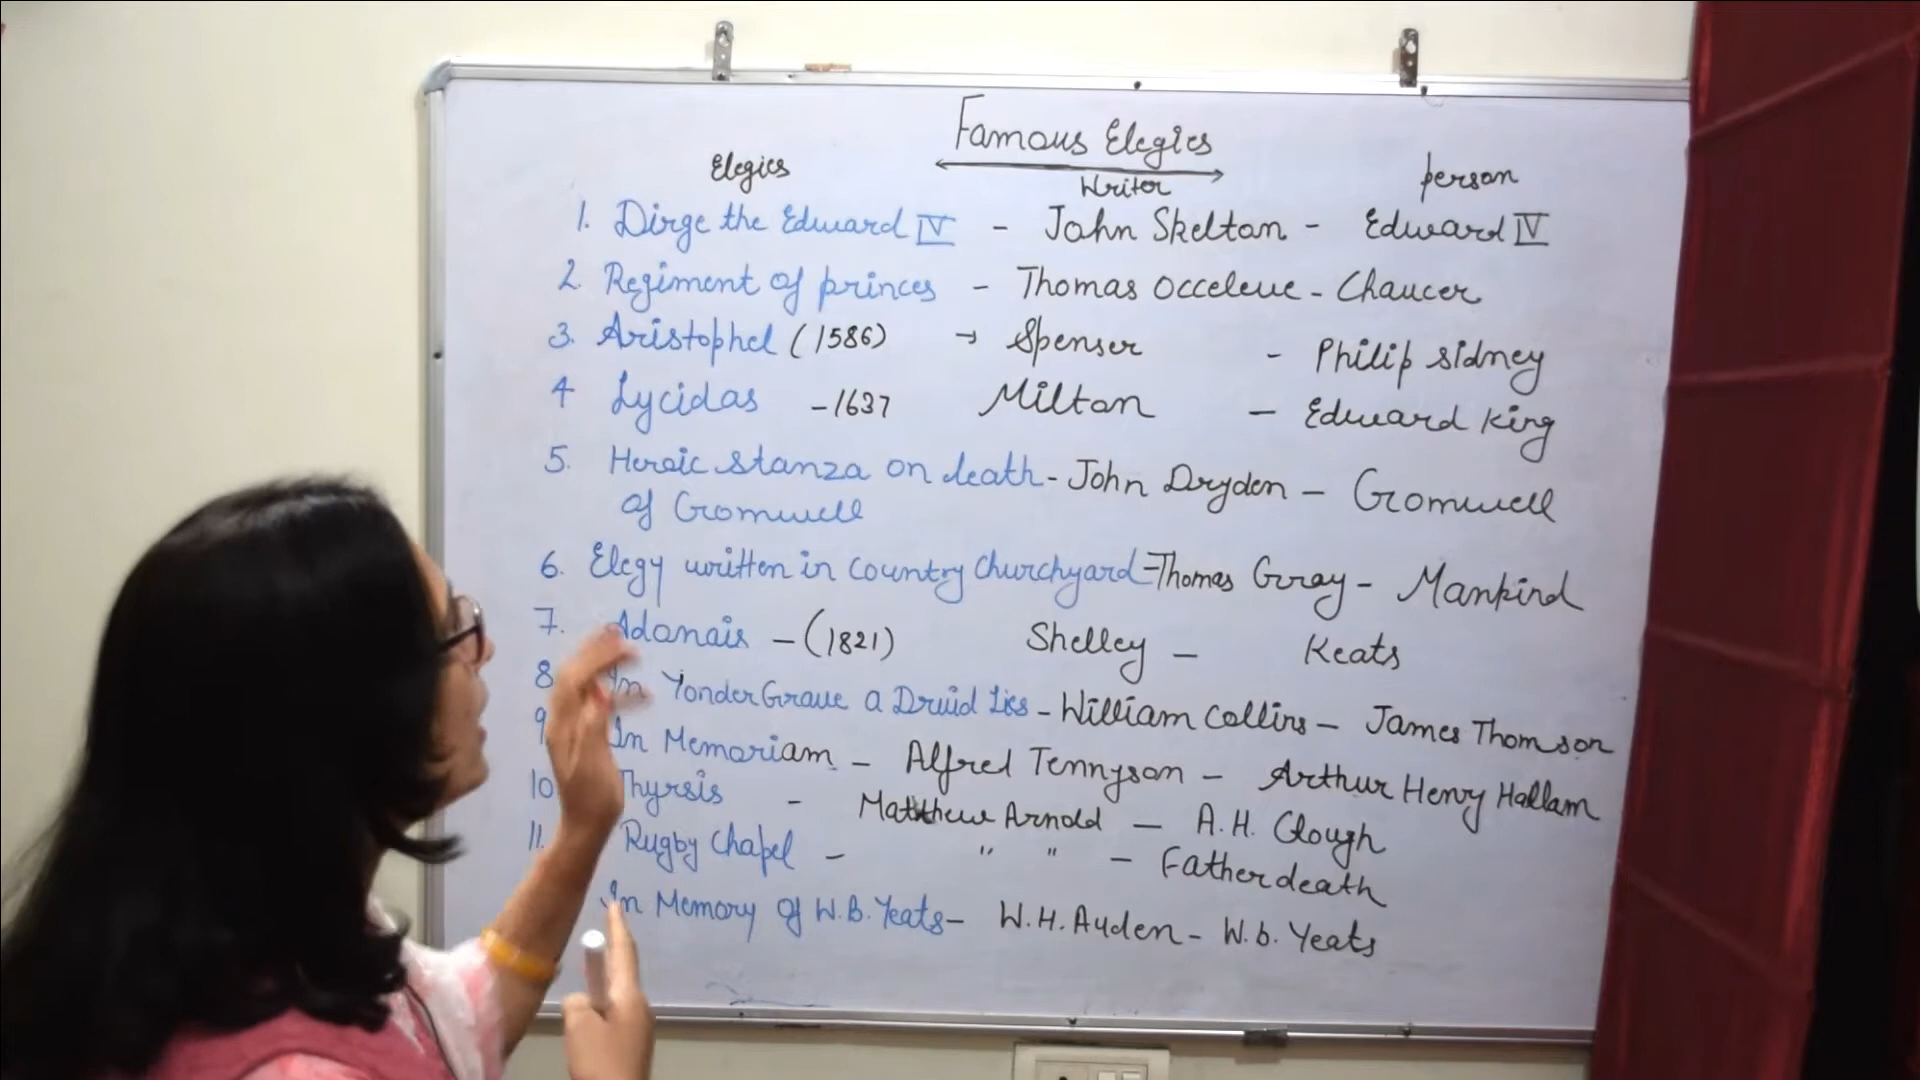 Famous Elegies
Elegies Writer person
1. Dirge the Edward IV - John Skelton - Edward IV
2. Regiment of princes - Thomas Occeleve - Chaucer
3. Aristophel (1586) → Spenser - Philip sidney
4 Lycidas - 1637 Milton - Edward King
5. Heroic stanza on death - John Dryden - Cromwell
of Cromwell
6. Elegy written in country Churchyard - Thomas Gray - Mankind
7. Adonais - (1821) Shelley - Keats
8 In Yonder Grave a Druid Lies - William Collins - James Thomson
9 In Memoriam - Alfred Tennyson - Arthur Henry Hallam
10 Thyrsis - Matthew Arnold - A.H. Clough
11. Rugby Chapel - " " - Father death
In Memory Of W.B. Yeats - W.H. Auden - W.b. Yeats